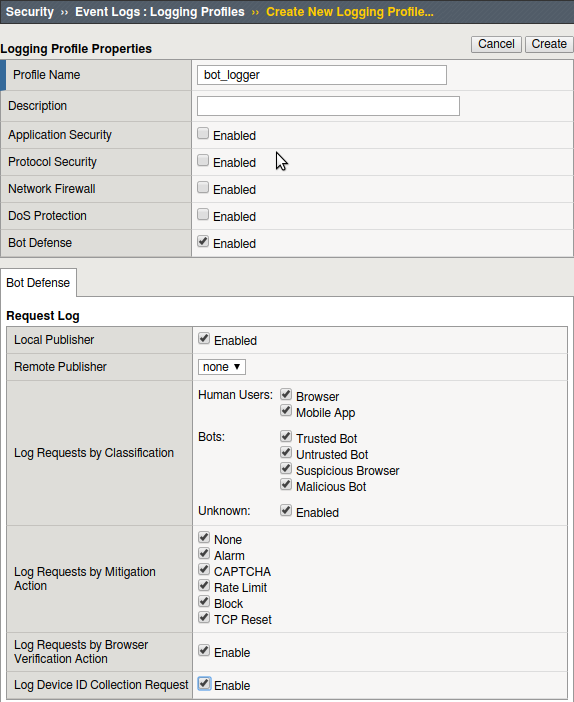 Security ›› Event Logs : Logging Profiles ›› Create New Logging Profile...
Logging Profile Properties
Cancel Create
Profile Name bot_logger
Description
Application Security Enabled
Protocol Security Enabled
Network Firewall Enabled
DoS Protection Enabled
Bot Defense Enabled
Bot Defense
Request Log
Local Publisher Enabled
Remote Publisher none
Log Requests by Classification
Human Users: Browser
Mobile App
Bots: Trusted Bot
Untrusted Bot
Suspicious Browser
Malicious Bot
Unknown: Enabled
Log Requests by Mitigation
Action
None
Alarm
CAPTCHA
Rate Limit
Block
TCP Reset
Log Requests by Browser
Verification Action
Enable
Log Device ID Collection Request Enable